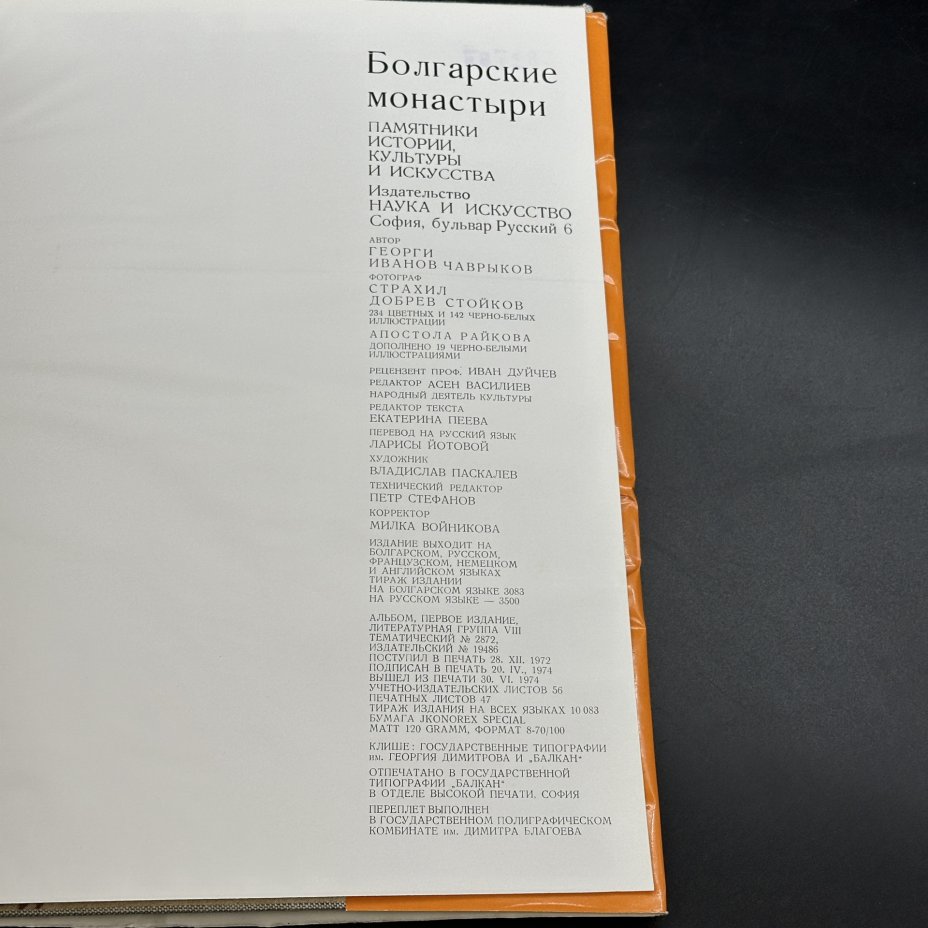 Болгарские
монастыри
ПАМЯТНИКИ
ИСТОРИИ,
КУЛЬТУРЫ
И ИСКУССТВА
Издательство
НАУКА И ИСКУССТВО
София, бульвар Русский 6
АВТОР
ГЕОРГИ
ИВАНОВ ЧАВРЫКОВ
ФОТОГРАФ
СТРАХИЛ
ДОБРЕВ СТОЙКОВ
234 ЦВЕТНЫХ И 142 ЧЕРНО-БЕЛЫХ
ИЛЛЮСТРАЦИИ
АПОСТОЛА РАЙКОВА
ДОПОЛНЕНО 19 ЧЕРНО-БЕЛЫМИ
ИЛЛЮСТРАЦИЯМИ
РЕЦЕНЗЕНТ ПРОФ. ИВАН ДУЙЧЕВ
РЕДАКТОР АСЕН ВАСИЛИЕВ
НАРОДНЫЙ ДЕЯТЕЛЬ КУЛЬТУРЫ
РЕДАКТОР ТЕКСТА
ЕКАТЕРИНА ПЕЕВА
ПЕРЕВОД НА РУССКИЙ ЯЗЫК
ЛАРИСЫ ЙОТОВОЙ
ХУДОЖНИК
ВЛАДИСЛАВ ПАСКАЛЕВ
ТЕХНИЧЕСКИЙ РЕДАКТОР
ПЕТР СТЕФАНОВ
КОРРЕКТОР
МИЛКА ВОЙНИКОВА
ИЗДАНИЕ ВЫХОДИТ НА
БОЛГАРСКОМ, РУССКОМ,
ФРАНЦУЗСКОМ, НЕМЕЦКОМ
И АНГЛИЙСКОМ ЯЗЫКАХ
ТИРАЖ ИЗДАНИИ
НА БОЛГАРСКОМ ЯЗЫКЕ 3083
НА РУССКОМ ЯЗЫКЕ — 3500
АЛЬБОМ, ПЕРВОЕ ИЗДАНИЕ,
ЛИТЕРАТУРНАЯ ГРУППА VIII
ТЕМАТИЧЕСКИЙ № 2872,
ИЗДАТЕЛЬСКИЙ № 19486
ПОСТУПИЛ В ПЕЧАТЬ 28. XII. 1972
ПОДПИСАН В ПЕЧАТЬ 20. IV., 1974
ВЫШЕЛ ИЗ ПЕЧАТИ 30. VI. 1974
УЧЕТНО-ИЗДАТЕЛЬСКИХ ЛИСТОВ 56
ПЕЧАТНЫХ ЛИСТОВ 47
ТИРАЖ ИЗДАНИЯ НА ВСЕХ ЯЗЫКАХ 10 083
БУМАГА JKONOREX SPECIAL
МАТТ 120 GRAMM, ФОРМАТ 8-70/100
КЛИШЕ: ГОСУДАРСТВЕННЫЕ ТИПОГРАФИИ
им. ГЕОРГИЯ ДИМИТРОВА И „БАЛКАН“
ОТПЕЧАТАНО В ГОСУДАРСТВЕННОЙ
ТИПОГРАФИИ „БАЛКАН“
В ОТДЕЛЕ ВЫСОКОЙ ПЕЧАТИ. СОФИЯ
ПЕРЕПЛЕТ ВЫПОЛНЕН
В ГОСУДАРСТВЕННОМ ПОЛИГРАФИЧЕСКОМ
КОМБИНАТЕ им. ДИМИТРА БЛАГОЕВА